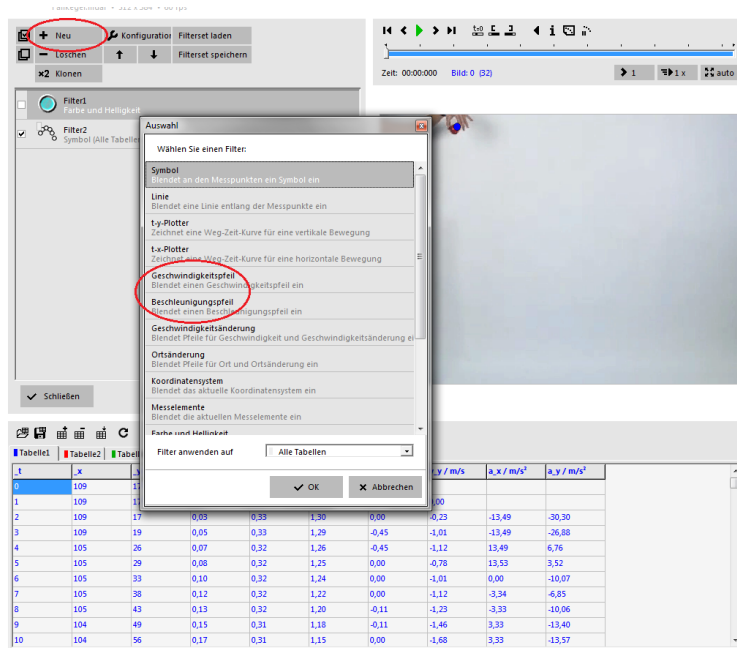 Fallkegel.mobar • 512 x 384 • 60 fps
Neu
Konfiguration
Filterset laden
Löschen
Filterset speichern
x2 Klonen
Filter1
Farbe und Helligkeit
Filter2
Symbol (Alle Tabellen
Auswahl
Wählen Sie einen Filter:
Symbol
Blendet an den Messpunkten ein Symbol ein
Linie
Blendet eine Linie entlang der Messpunkte ein
t-y-Plotter
Zeichnet eine Weg-Zeit-Kurve für eine vertikale Bewegung
t-x-Plotter
Zeichnet eine Weg-Zeit-Kurve für eine horizontale Bewegung
Geschwindigkeitspfeil
Blendet einen Geschwindigkeitspfeil ein
Beschleunigungspfeil
Blendet einen Beschleunigungspfeil ein
Geschwindigkeitsänderung
Blendet Pfeile für Geschwindigkeit und Geschwindigkeitsänderung ei
Ortsänderung
Blendet Pfeile für Ort und Ortsänderung ein
Koordinatensystem
Blendet das aktuelle Koordinatensystem ein
Messelemente
Blendet die aktuellen Messelemente ein
Farbe und Helligkeit
Filter anwenden auf
Alle Tabellen
OK
Abbrechen
Zeit: 00:00:000 Bild: 0 (32)
1
1 x
auto
Schließen
Tabelle1 Tabelle2 Tabell
_t _x _y v_y / m/s a_x / m/s² a_y / m/s²
0 109 17
1 109 17 0,00
2 109 17 0,03 0,33 1,30 0,00 -0,23 -13,49 -30,30
3 109 19 0,05 0,33 1,29 -0,45 -1,01 -13,49 -26,88
4 105 26 0,07 0,32 1,26 -0,45 -1,12 13,49 6,76
5 105 29 0,08 0,32 1,25 0,00 -0,78 13,53 3,52
6 105 33 0,10 0,32 1,24 0,00 -1,01 0,00 -10,07
7 105 38 0,12 0,32 1,22 0,00 -1,12 -3,34 -6,85
8 105 43 0,13 0,32 1,20 -0,11 -1,23 -3,33 -10,06
9 104 49 0,15 0,31 1,18 -0,11 -1,46 3,33 -13,40
10 104 56 0,17 0,31 1,15 0,00 -1,68 3,33 -13,57